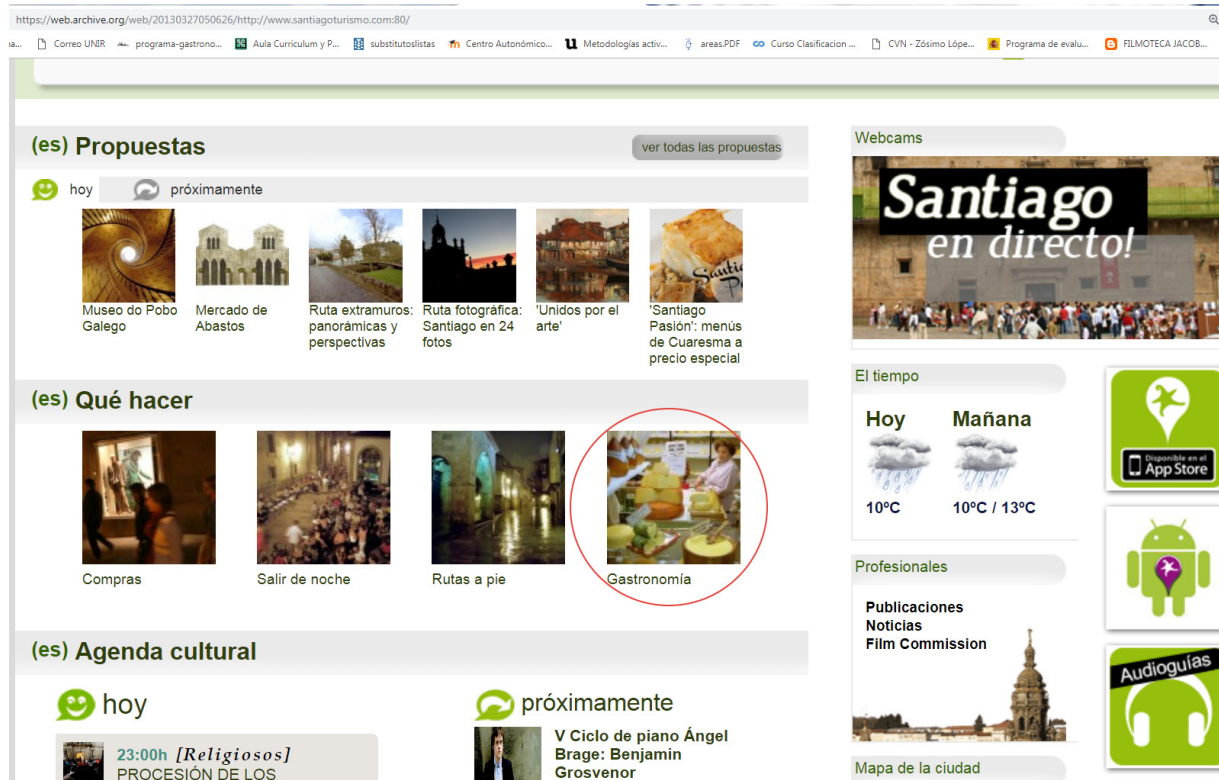 https://web.archive.org/web/20130327050626/http://www.santiagoturismo.com:80/
Correo UNIR
programa-gastrono...
Aula Curriculum y P...
substitutoslistas
Centro Autonómico...
Metodologías activ...
areas.PDF
Curso Clasificacion ...
CVN - Zósimo Lópe...
Programa de evalu...
FILMOTECA JACOB...
(es) Propuestas
ver todas las propuestas
hoy
próximamente
Museo do Pobo
Galego
Mercado de
Abastos
Ruta extramuros:
panorámicas y
perspectivas
Ruta fotográfica:
Santiago en 24
fotos
'Unidos por el
arte'
'Santiago
Pasión': menús
de Cuaresma a
precio especial
(es) Qué hacer
Compras
Salir de noche
Rutas a pie
Gastronomía
(es) Agenda cultural
hoy
23:00h [Religiosos]
PROCESIÓN DE LOS
próximamente
V Ciclo de piano Ángel
Brage: Benjamin
Grosvenor
Webcams
Santiago
en directo!
El tiempo
Hoy
10ºC
Mañana
10ºC / 13ºC
Disponible en el
App Store
Profesionales
Publicaciones
Noticias
Film Commission
Audioguías
Mapa de la ciudad